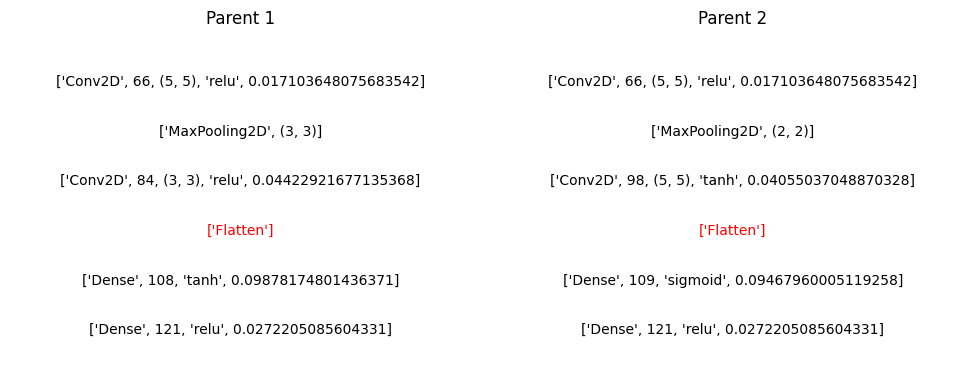 Parent 1
['Conv2D', 66, (5, 5), 'relu', 0.017103648075683542]
['MaxPooling2D', (3, 3)]
['Conv2D', 84, (3, 3), 'relu', 0.04422921677135368]
['Flatten']
['Dense', 108, 'tanh', 0.09878174801436371]
['Dense', 121, 'relu', 0.0272205085604331]
Parent 2
['Conv2D', 66, (5, 5), 'relu', 0.017103648075683542]
['MaxPooling2D', (2, 2)]
['Conv2D', 98, (5, 5), 'tanh', 0.04055037048870328]
['Flatten']
['Dense', 109, 'sigmoid', 0.09467960005119258]
['Dense', 121, 'relu', 0.0272205085604331]